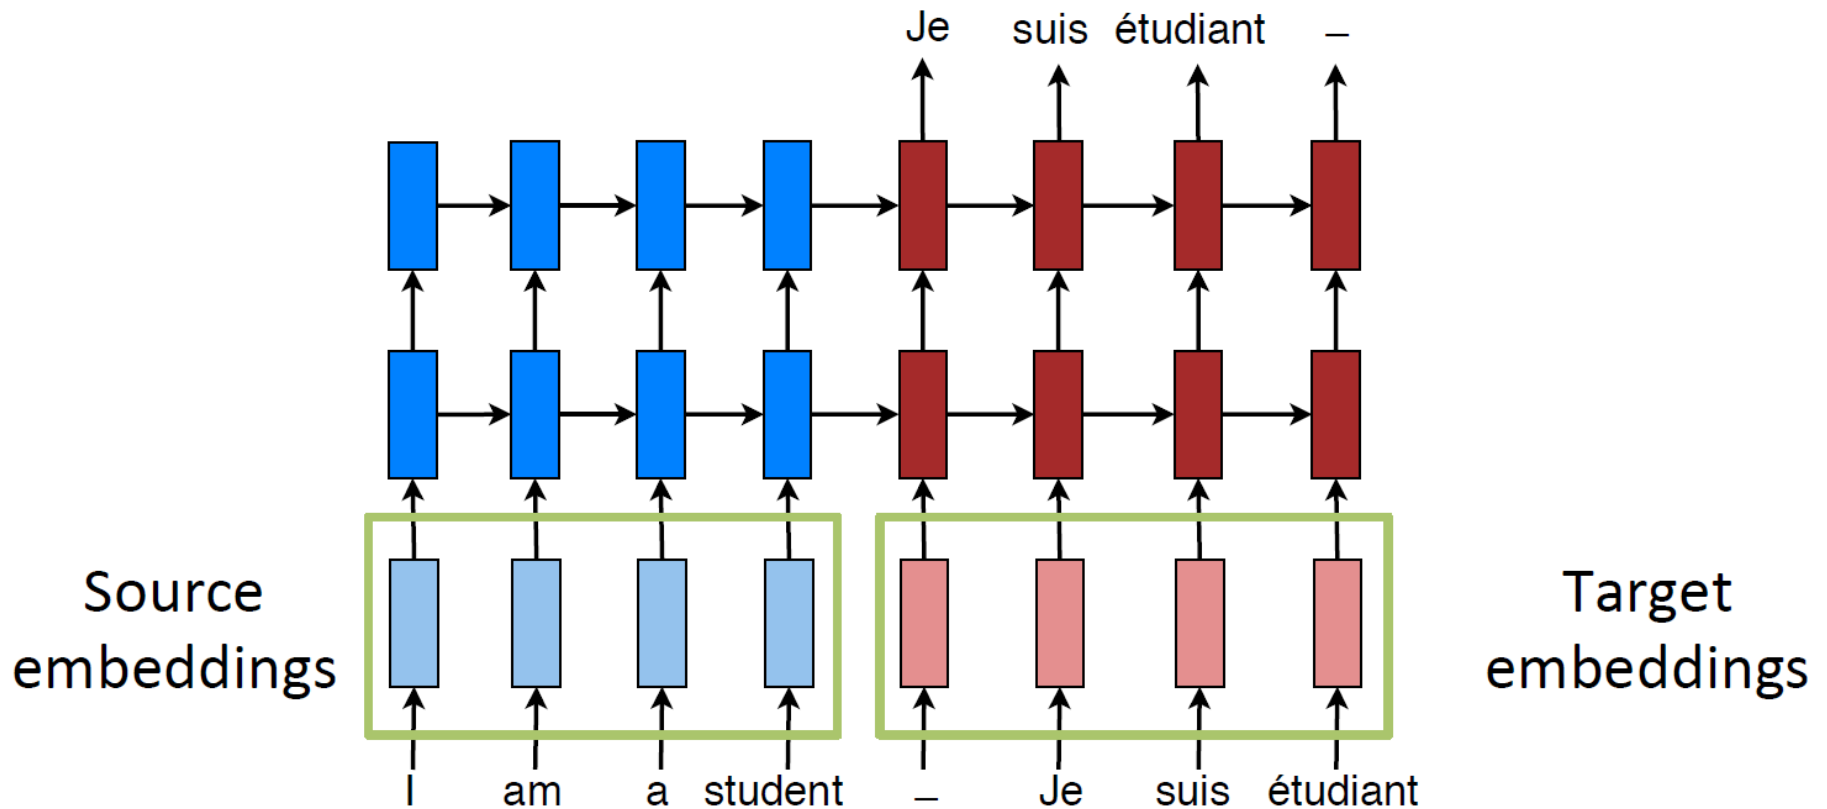 Je suis étudiant –
Source
embeddings
Target
embeddings
I am a student – Je suis étudiant